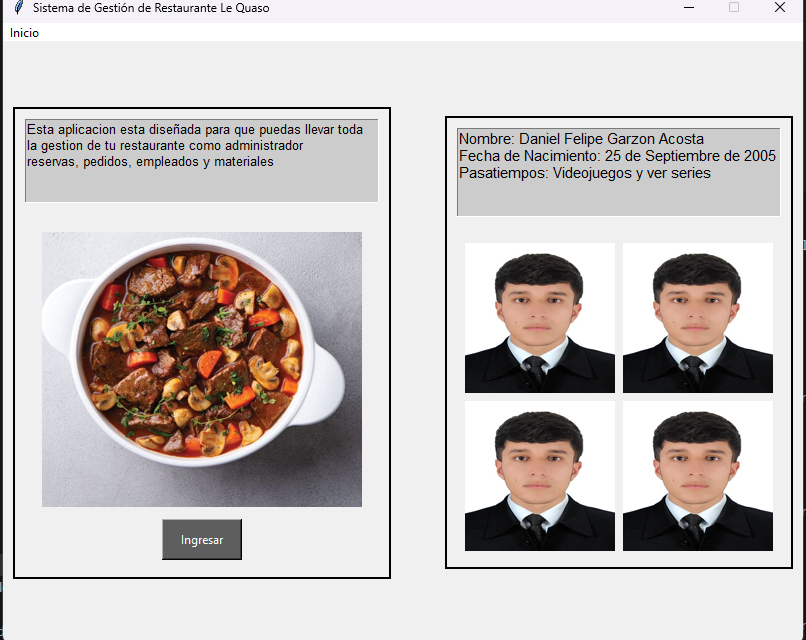 Sistema de Gestión de Restaurante Le Quaso
Inicio
Esta aplicacion esta diseñada para que puedas llevar toda
la gestion de tu restaurante como administrador
reservas, pedidos, empleados y materiales
Ingresar
Nombre: Daniel Felipe Garzon Acosta
Fecha de Nacimiento: 25 de Septiembre de 2005
Pasatiempos: Videojuegos y ver series